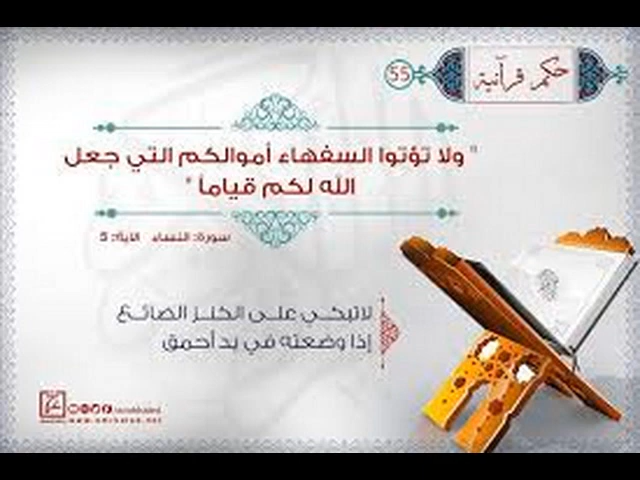 حكم قرآنية
55
" ولا تؤتوا السفهاء أموالكم التي جعل
الله لكم قياماً "
سورة: النساء الآية: 5
لاتبكي على الكنز الضائع
إذا وضعته في يد أحمق